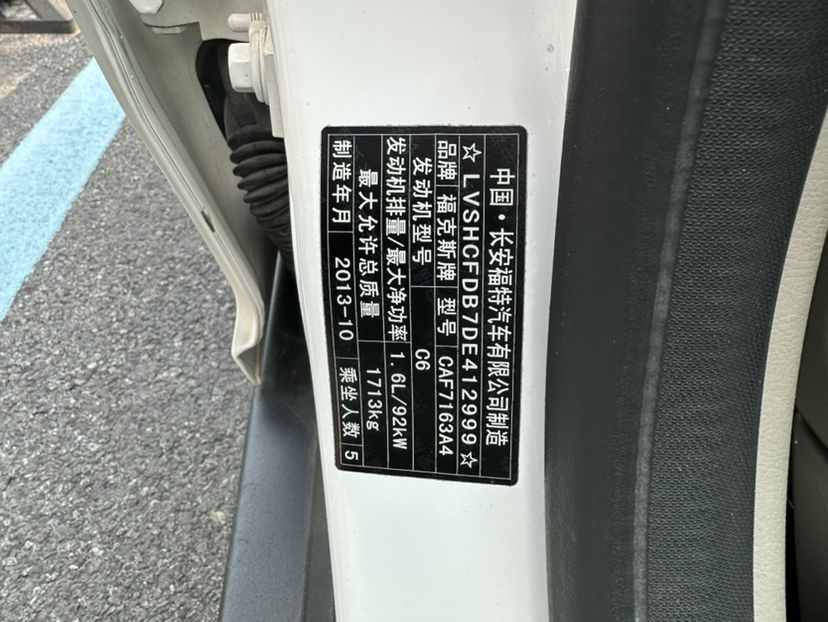 中国·长安福特汽车有限公司制造
☆LVSHCFDB7DE412999☆
品牌 福克斯牌 型号 CAF7163A4
发动机型号 C6
发动机排量/最大净功率 1.6L/92kW
最大允许总质量 1713kg
制造年月 2013-10 乘坐人数 5